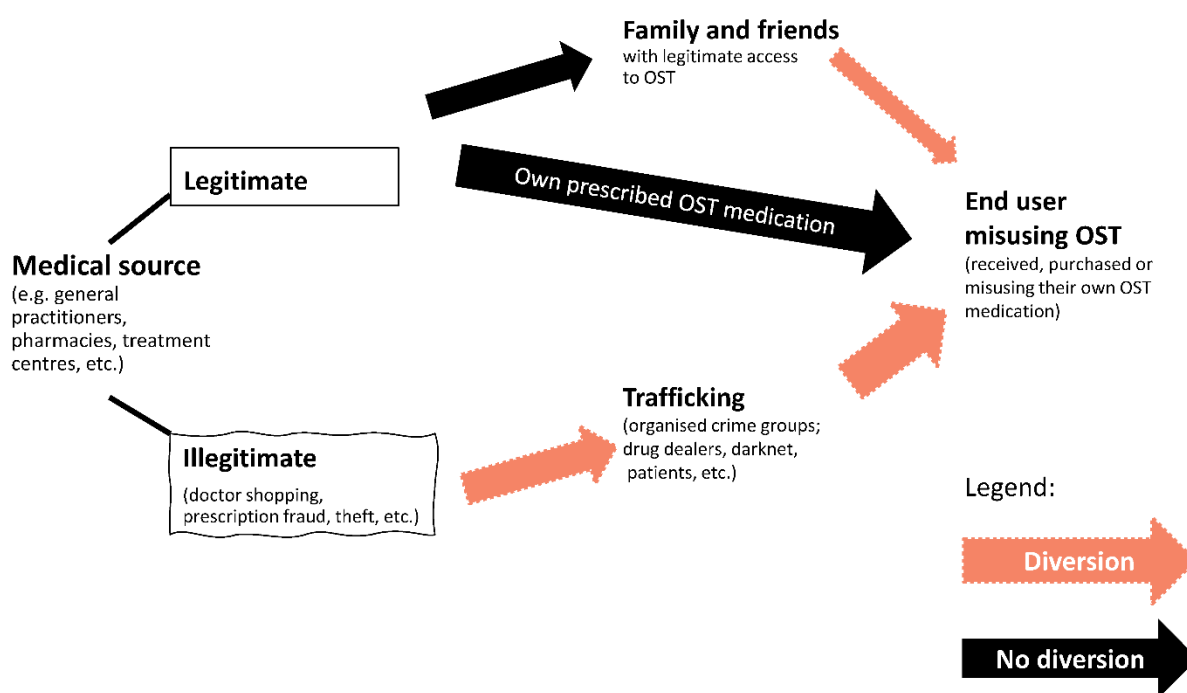 Family and friends
with legitimate access
to OST
Legitimate
Own prescribed OST medication
End user
misusing OST
(received, purchased or
misusing their own OST
medication)
Medical source
(e.g. general
practitioners,
pharmacies, treatment
centres, etc.)
Trafficking
(organised crime groups;
drug dealers, darknet,
patients, etc.)
Illegitimate
(doctor shopping,
prescription fraud, theft, etc.)
Legend:
Diversion
No diversion